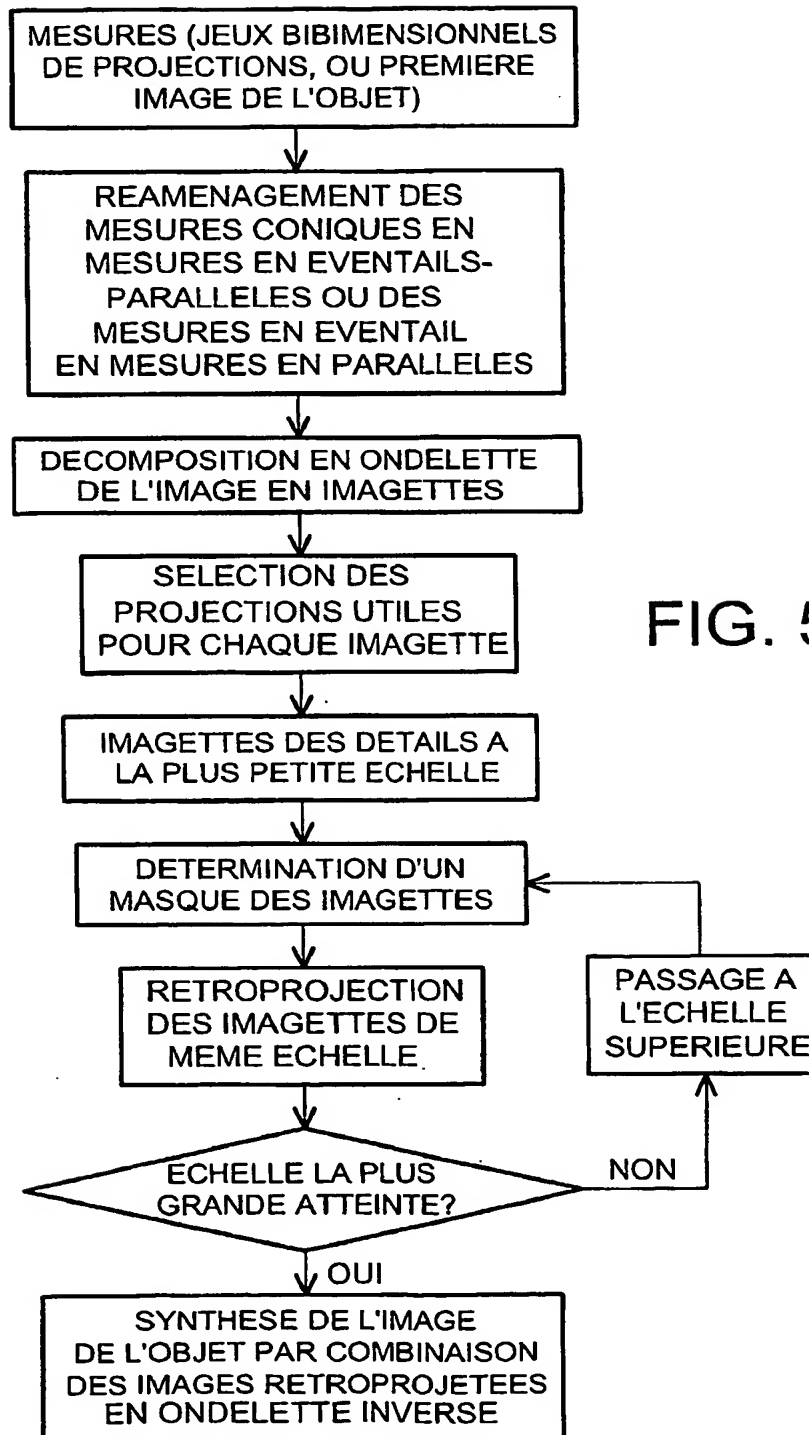 MESURES (JEUX BIBIMENSIONNELS
DE PROJECTIONS, OU PREMIERE
IMAGE DE L'OBJET)
REAMENAGEMENT DES
MESURES CONIQUES EN
MESURES EN EVENTAILS-
PARALLELES OU DES
MESURES EN EVENTAIL
EN MESURES EN PARALLELES
DECOMPOSITION EN ONDELETTE
DE L'IMAGE EN IMAGETTES
SELECTION DES
PROJECTIONS UTILES
POUR CHAQUE IMAGETTE
FIG. 5
IMAGETTES DES DETAILS A
LA PLUS PETITE ECHELLE
DETERMINATION D'UN
MASQUE DES IMAGETTES
RETROPROJECTION
DES IMAGETTES DE
MEME ECHELLE
PASSAGE A
L'ECHELLE
SUPERIEURE
ECHELLE LA PLUS
GRANDE ATTEINTE?
NON
OUI
SYNTHESE DE L'IMAGE
DE L'OBJET PAR COMBINAISON
DES IMAGES RETROPROJETEES
EN ONDELETTE INVERSE